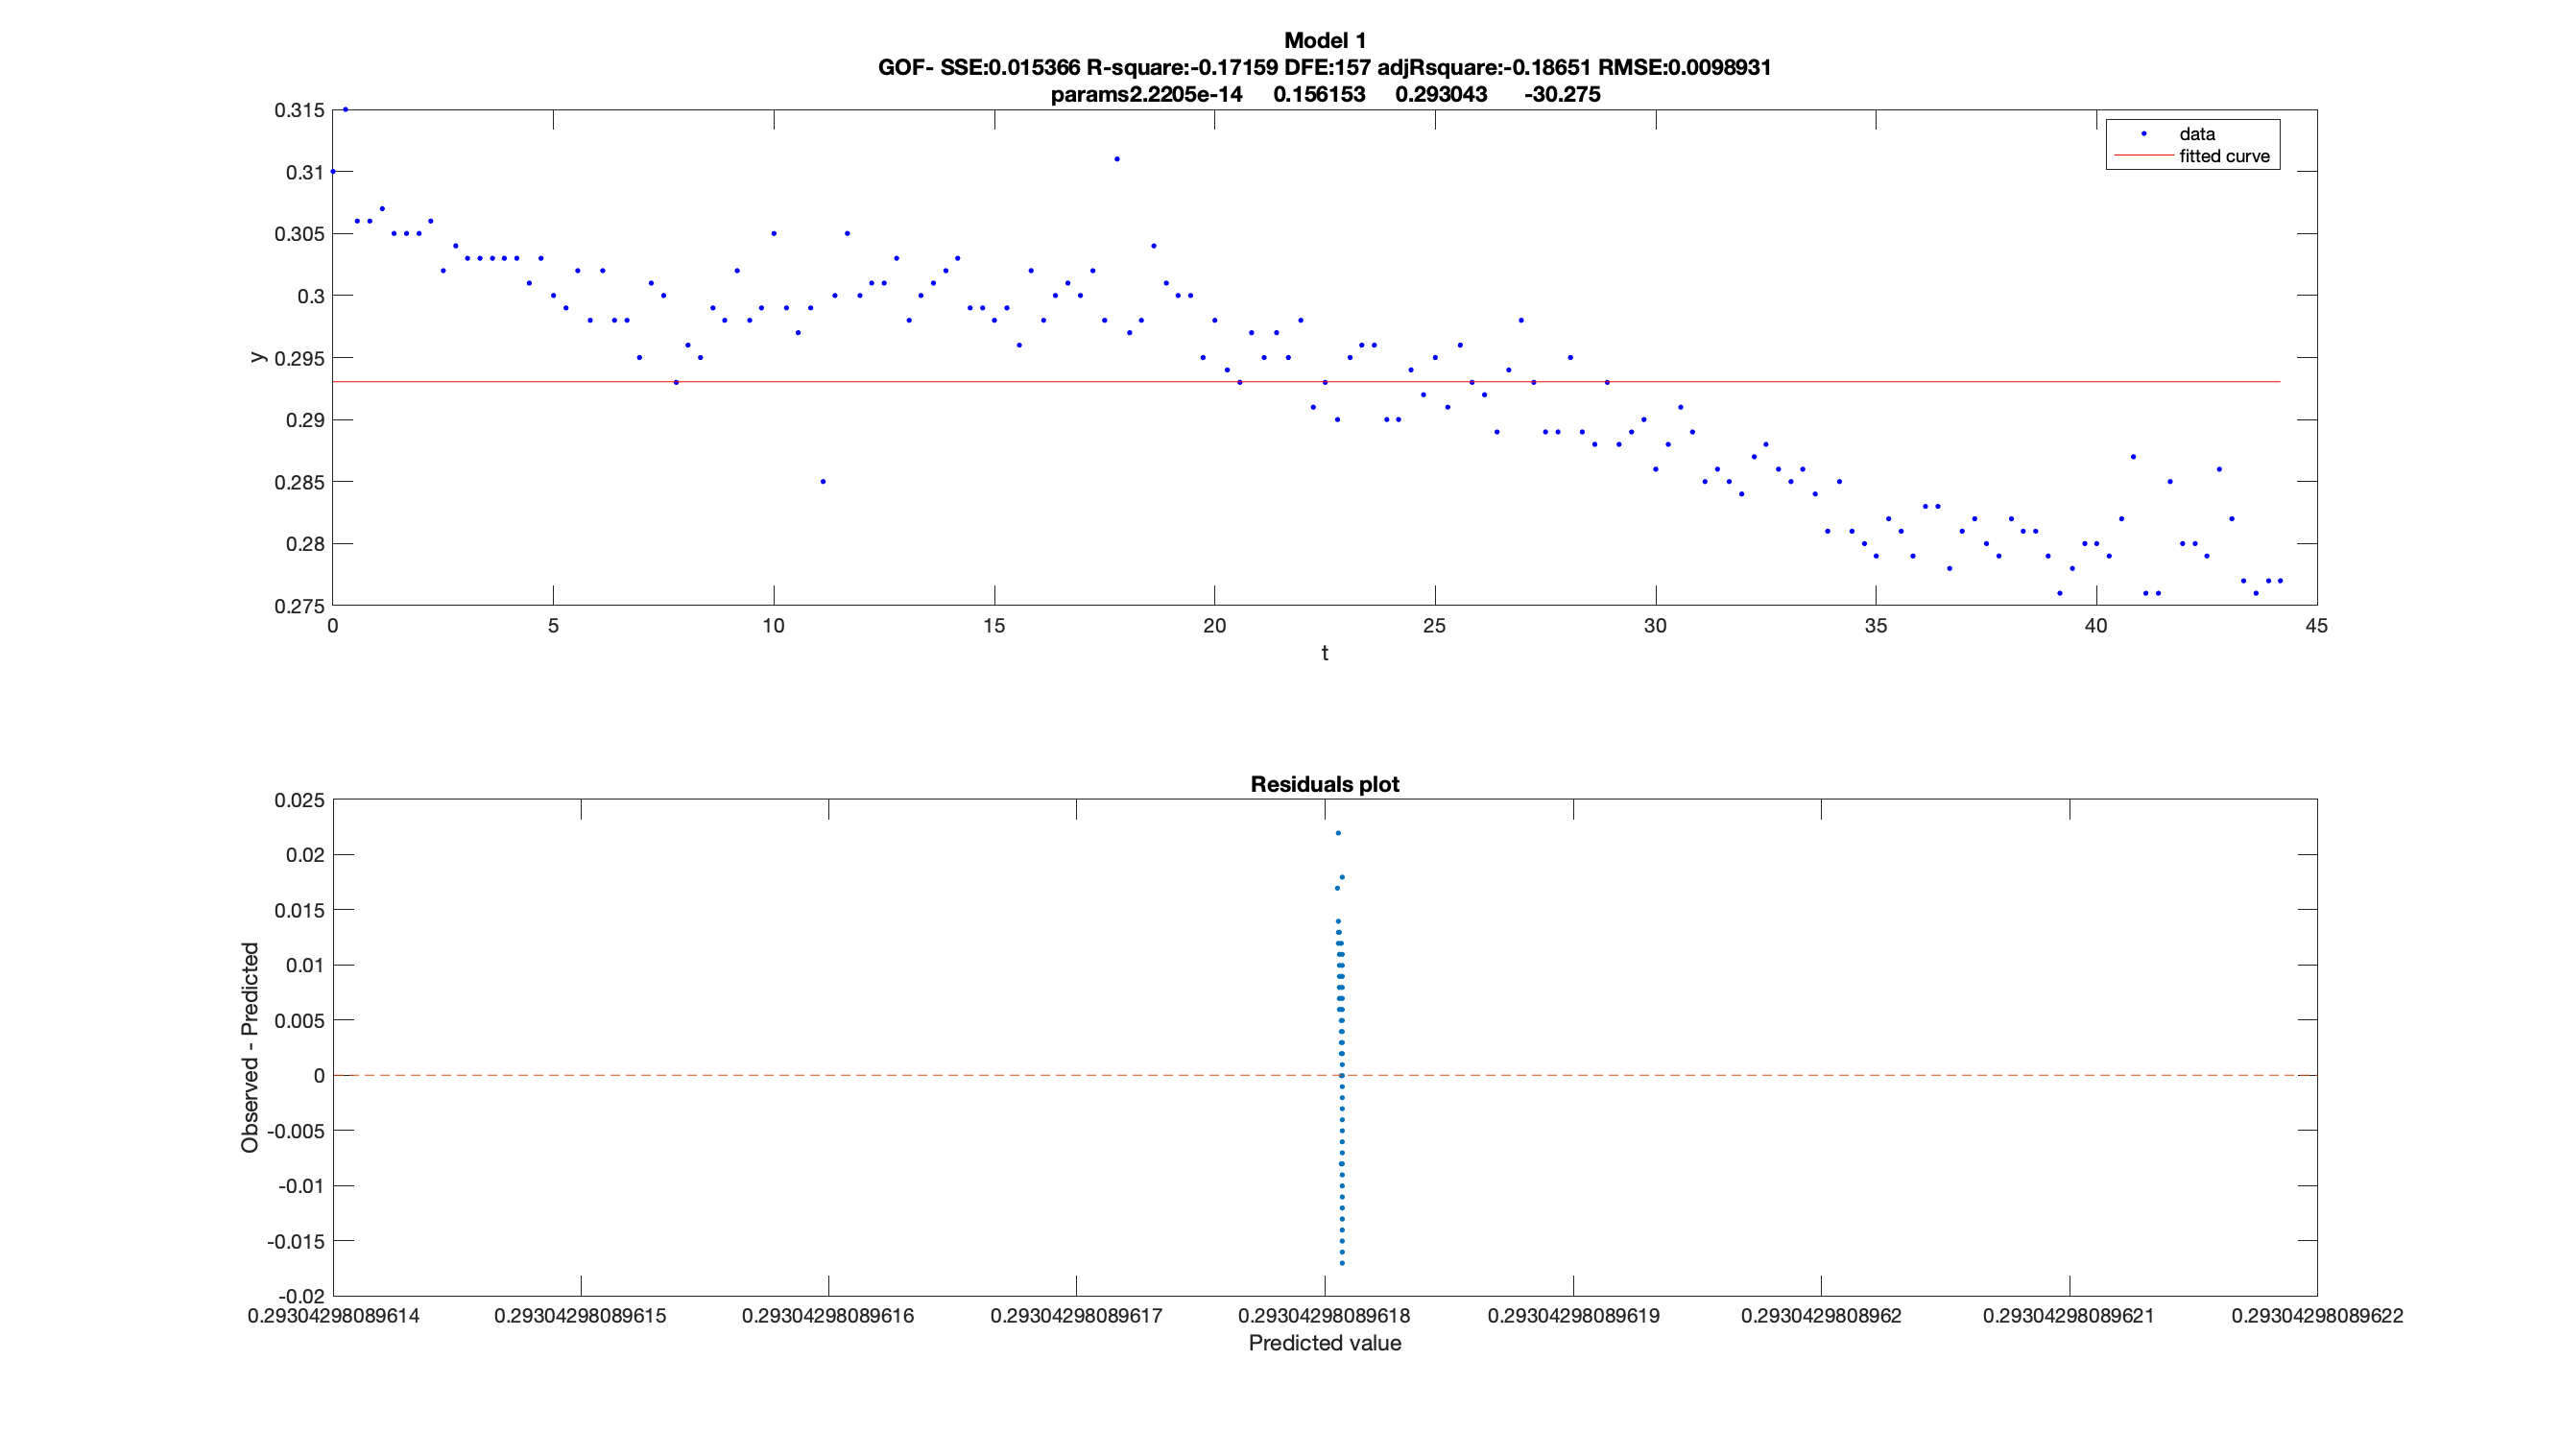 Model 1
GOF- SSE:0.015366 R-square:-0.17159 DFE:157 adjRsquare:-0.18651 RMSE:0.0098931
params2.2205e-14 0.156153 0.293043 -30.275
data
fitted curve
0.315
0.31
0.305
0.3
0.295
0.29
0.285
0.28
0.275
y
0 5 10 15 20 25 30 35 40 45
t
Residuals plot
0.025
0.02
0.015
0.01
0.005
0
-0.005
-0.01
-0.015
-0.02
Observed - Predicted
0.29304298089614 0.29304298089615 0.29304298089616 0.29304298089617 0.29304298089618 0.29304298089619 0.2930429808962 0.29304298089621 0.29304298089622
Predicted value